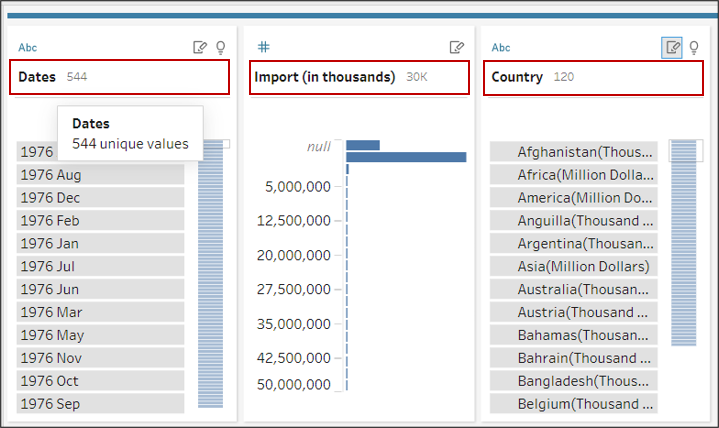 Abc
Dates 544
Dates
544 unique values
1976
1976 Aug
1976 Dec
1976 Feb
1976 Jan
1976 Jul
1976 Jun
1976 Mar
1976 May
1976 Nov
1976 Oct
1976 Sep
#
Import (in thousands) 30K
null
5,000,000
12,500,000
20,000,000
27,500,000
35,000,000
42,500,000
50,000,000
Abc
Country 120
Afghanistan(Thous...
Africa(Million Dolla...
America(Million Do...
Anguilla(Thousand ...
Argentina(Thousan...
Asia(Million Dollars)
Australia(Thousan...
Austria(Thousand ...
Bahamas(Thousan...
Bahrain(Thousand ...
Bangladesh(Thous...
Belgium(Thousand ...